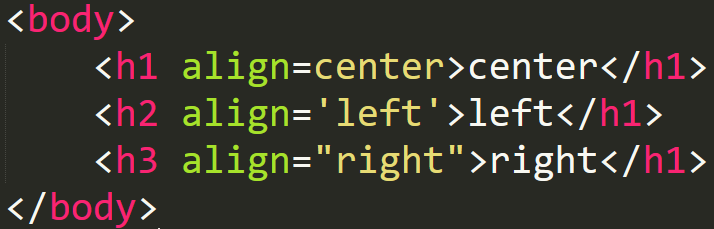 <body>
    <h1 align=center>center</h1>
    <h2 align='left'>left</h1>
    <h3 align="right">right</h1>
</body>